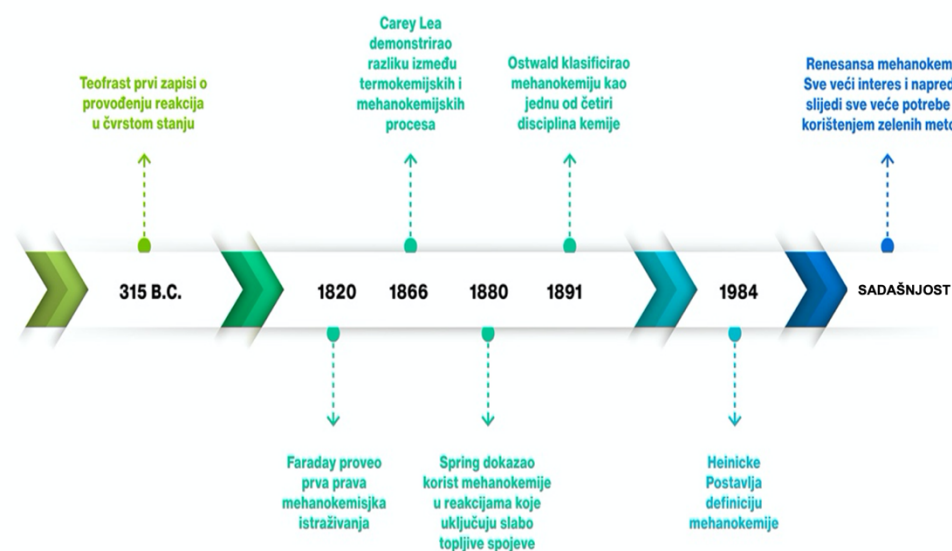 Teofrast prvi zapisi o
provođenju reakcija
u čvrstom stanju
Carey Lea
demonstrirao
razliku između
termokemijskih i
mehanokemijskih
procesa
Ostwald klasificirao
mehanokemiju kao
jednu od četiri
disciplina kemije
Renesansa mehanokem
Sve veći interes i napred
slijedi sve veće potrebe
korištenjem zelenih meto
315 B.C.
1820
1866
1880
1891
1984
SADAŠNJOST
Faraday proveo
prva prava
mehanokemisjka
istraživanja
Spring dokazao
korist mehanokemije
u reakcijama koje
uključuju slabo
topljive spojeve
Heinicke
Postavlja
definiciju
mehanokemije